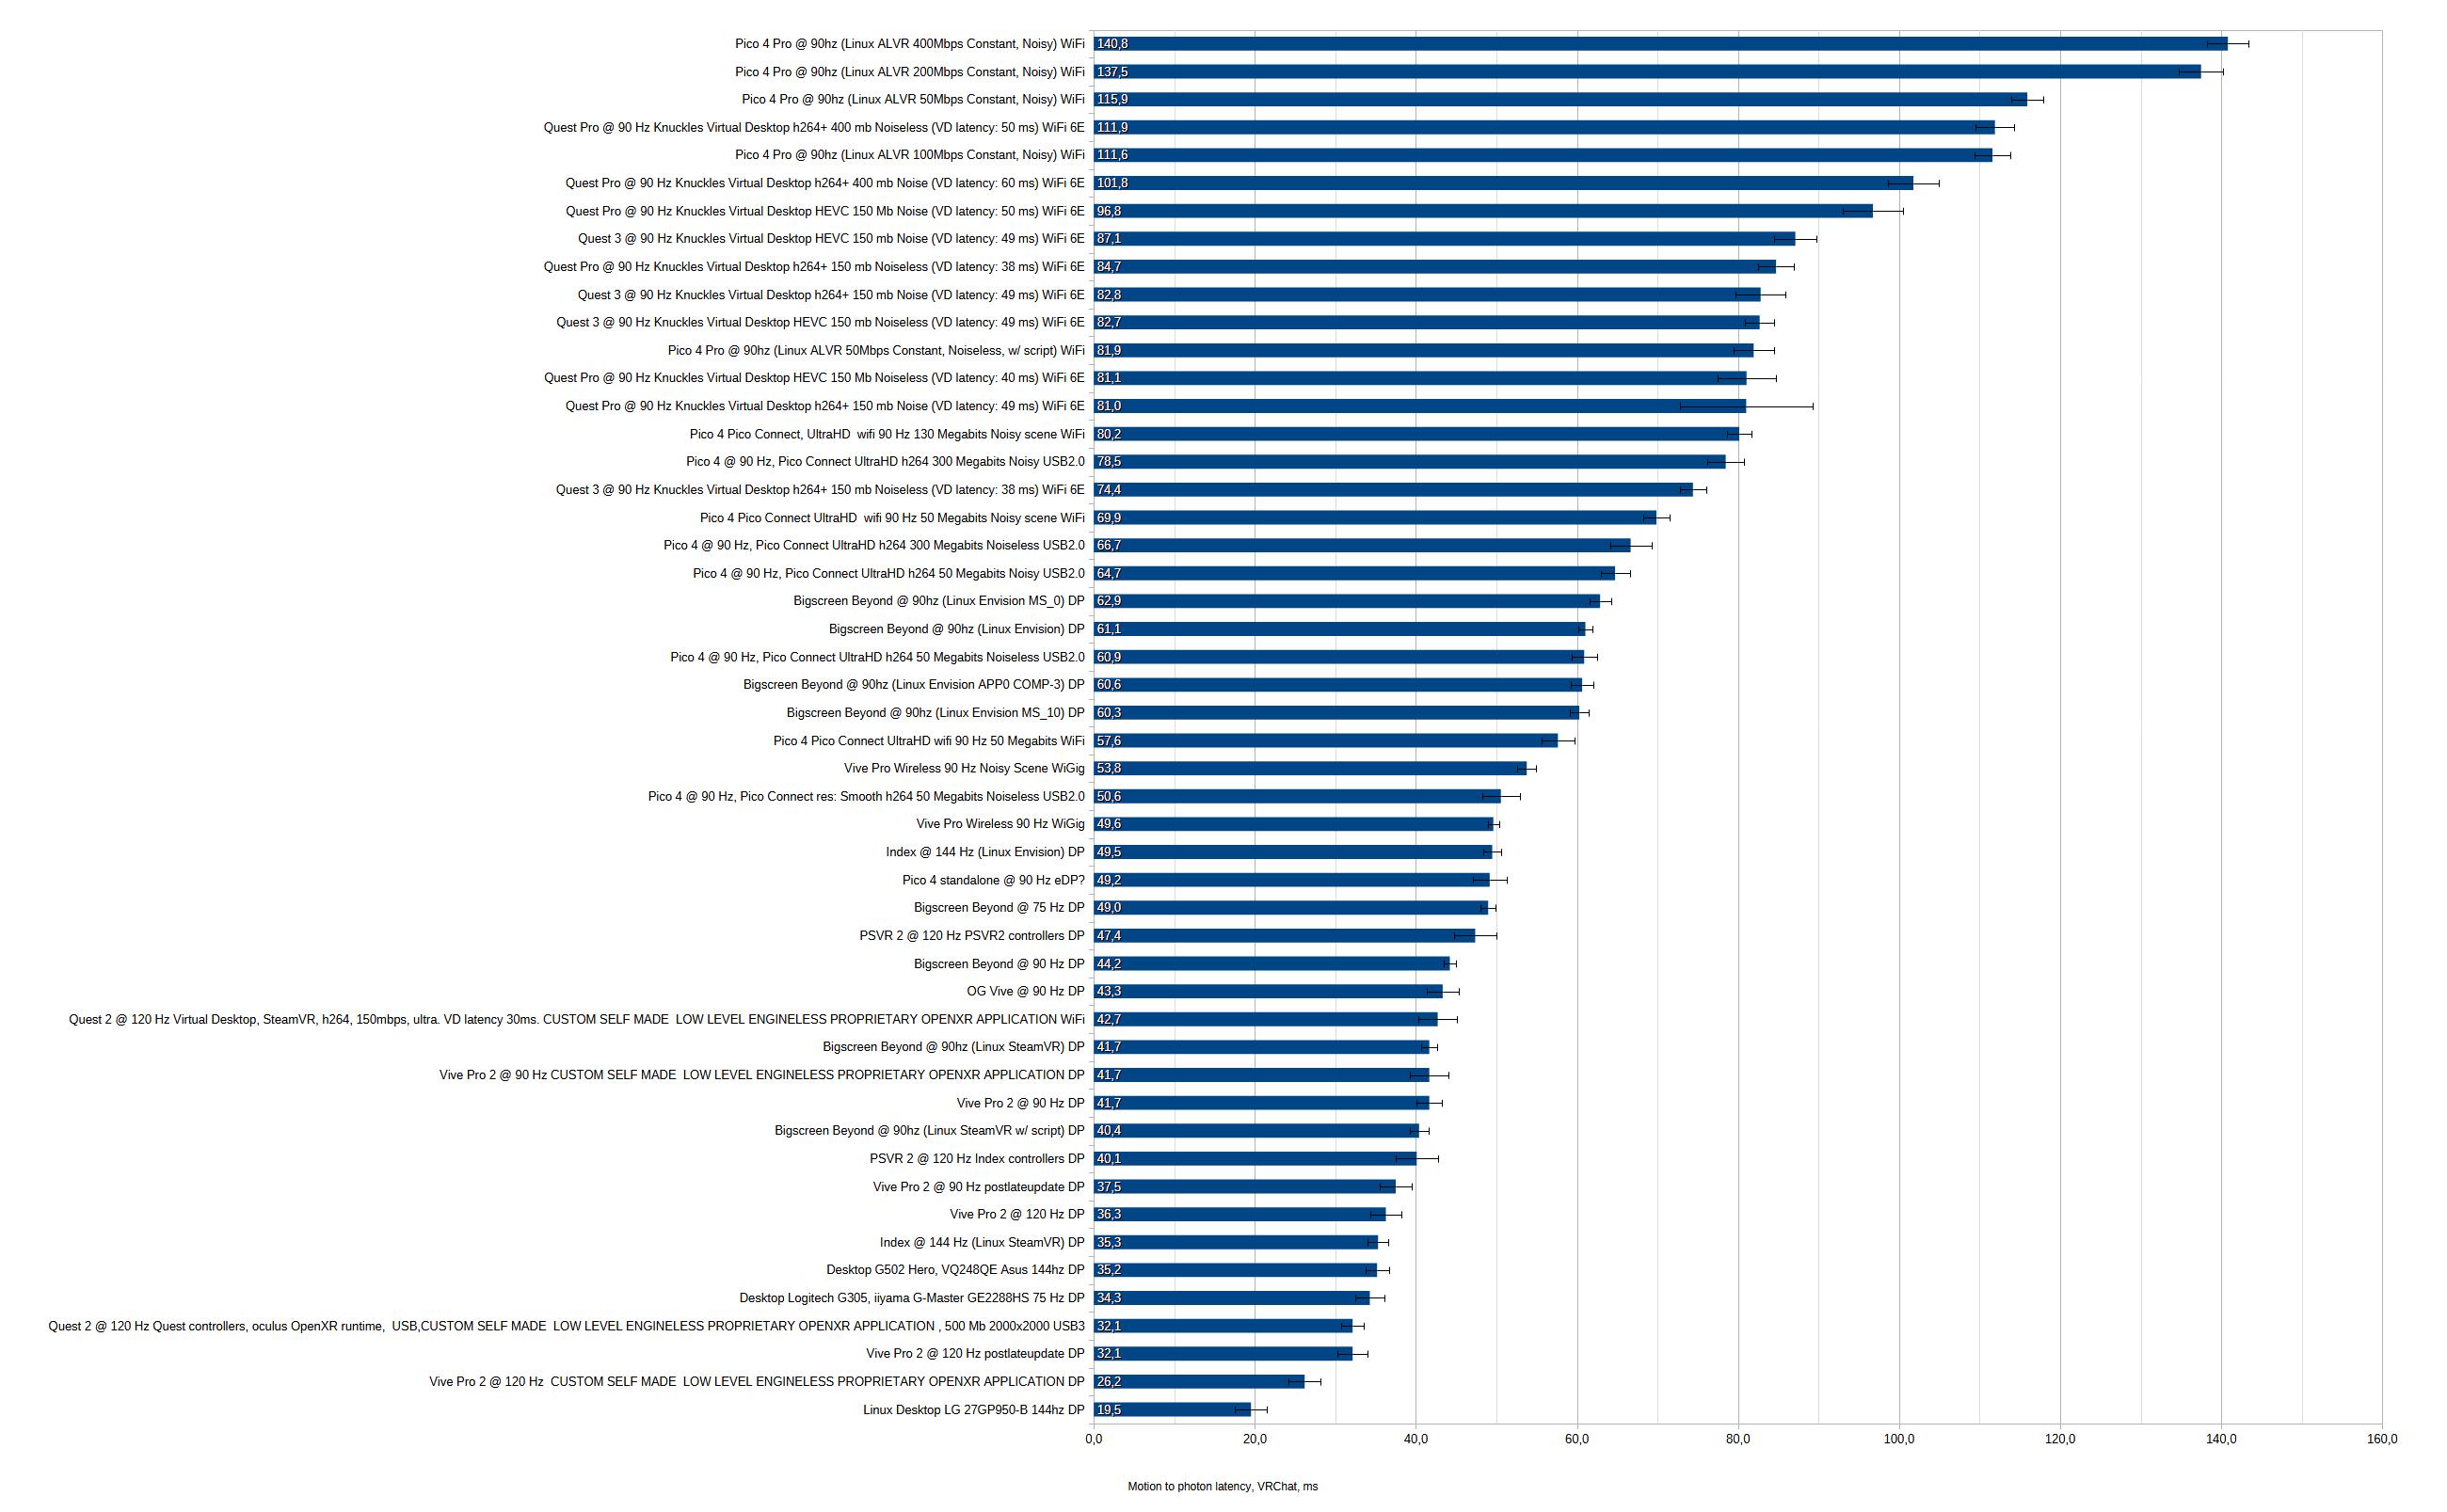 Pico 4 Pro @ 90hz (Linux ALVR 400Mbps Constant, Noisy) WiFi 140,8
Pico 4 Pro @ 90hz (Linux ALVR 200Mbps Constant, Noisy) WiFi 137,5
Pico 4 Pro @ 90hz (Linux ALVR 50Mbps Constant, Noisy) WiFi 115,9
Quest Pro @ 90 Hz Knuckles Virtual Desktop h264+ 400 mb Noiseless (VD latency: 50 ms) WiFi 6E 111,9
Pico 4 Pro @ 90hz (Linux ALVR 100Mbps Constant, Noisy) WiFi 111,6
Quest Pro @ 90 Hz Knuckles Virtual Desktop h264+ 400 mb Noise (VD latency: 60 ms) WiFi 6E 101,8
Quest Pro @ 90 Hz Knuckles Virtual Desktop HEVC 150 Mb Noise (VD latency: 50 ms) WiFi 6E 96,8
Quest 3 @ 90 Hz Knuckles Virtual Desktop HEVC 150 mb Noise (VD latency: 49 ms) WiFi 6E 87,1
Quest Pro @ 90 Hz Knuckles Virtual Desktop h264+ 150 mb Noiseless (VD latency: 38 ms) WiFi 6E 84,7
Quest 3 @ 90 Hz Knuckles Virtual Desktop h264+ 150 mb Noise (VD latency: 49 ms) WiFi 6E 82,8
Quest 3 @ 90 Hz Knuckles Virtual Desktop HEVC 150 mb Noiseless (VD latency: 49 ms) WiFi 6E 82,7
Pico 4 Pro @ 90hz (Linux ALVR 50Mbps Constant, Noiseless, w/ script) WiFi 81,9
Quest Pro @ 90 Hz Knuckles Virtual Desktop HEVC 150 Mb Noiseless (VD latency: 40 ms) WiFi 6E 81,1
Quest Pro @ 90 Hz Knuckles Virtual Desktop h264+ 150 mb Noise (VD latency: 49 ms) WiFi 6E 81,0
Pico 4 Pico Connect, UltraHD  wifi 90 Hz 130 Megabits Noisy scene WiFi 80,2
Pico 4 @ 90 Hz, Pico Connect UltraHD h264 300 Megabits Noisy USB2.0 78,5
Quest 3 @ 90 Hz Knuckles Virtual Desktop h264+ 150 mb Noiseless (VD latency: 38 ms) WiFi 6E 74,4
Pico 4 Pico Connect UltraHD  wifi 90 Hz 50 Megabits Noisy scene WiFi 69,9
Pico 4 @ 90 Hz, Pico Connect UltraHD h264 300 Megabits Noiseless USB2.0 66,7
Pico 4 @ 90 Hz, Pico Connect UltraHD h264 50 Megabits Noisy USB2.0 64,7
Bigscreen Beyond @ 90hz (Linux Envision MS_0) DP 62,9
Bigscreen Beyond @ 90hz (Linux Envision) DP 61,1
Pico 4 @ 90 Hz, Pico Connect UltraHD h264 50 Megabits Noiseless USB2.0 60,9
Bigscreen Beyond @ 90hz (Linux Envision APP0 COMP-3) DP 60,6
Bigscreen Beyond @ 90hz (Linux Envision MS_10) DP 60,3
Pico 4 Pico Connect UltraHD wifi 90 Hz 50 Megabits WiFi 57,6
Vive Pro Wireless 90 Hz Noisy Scene WiGig 53,8
Pico 4 @ 90 Hz, Pico Connect res: Smooth h264 50 Megabits Noiseless USB2.0 50,6
Vive Pro Wireless 90 Hz WiGig 49,6
Index @ 144 Hz (Linux Envision) DP 49,5
Pico 4 standalone @ 90 Hz eDP? 49,2
Bigscreen Beyond @ 75 Hz DP 49,0
PSVR 2 @ 120 Hz PSVR2 controllers DP 47,4
Bigscreen Beyond @ 90 Hz DP 44,2
OG Vive @ 90 Hz DP 43,3
Quest 2 @ 120 Hz Virtual Desktop, SteamVR, h264, 150mbps, ultra. VD latency 30ms. CUSTOM SELF MADE  LOW LEVEL ENGINELESS PROPRIETARY OPENXR APPLICATION WiFi 42,7
Bigscreen Beyond @ 90hz (Linux SteamVR) DP 41,7
Vive Pro 2 @ 90 Hz CUSTOM SELF MADE  LOW LEVEL ENGINELESS PROPRIETARY OPENXR APPLICATION DP 41,7
Vive Pro 2 @ 90 Hz DP 41,7
Bigscreen Beyond @ 90hz (Linux SteamVR w/ script) DP 40,4
PSVR 2 @ 120 Hz Index controllers DP 40,1
Vive Pro 2 @ 90 Hz postlateupdate DP 37,5
Vive Pro 2 @ 120 Hz DP 36,3
Index @ 144 Hz (Linux SteamVR) DP 35,3
Desktop G502 Hero, VQ248QE Asus 144hz DP 35,2
Desktop Logitech G305, iiyama G-Master GE2288HS 75 Hz DP 34,3
Quest 2 @ 120 Hz Quest controllers, oculus OpenXR runtime,  USB,CUSTOM SELF MADE  LOW LEVEL ENGINELESS PROPRIETARY OPENXR APPLICATION , 500 Mb 2000x2000 USB3 32,1
Vive Pro 2 @ 120 Hz postlateupdate DP 32,1
Vive Pro 2 @ 120 Hz  CUSTOM SELF MADE  LOW LEVEL ENGINELESS PROPRIETARY OPENXR APPLICATION DP 26,2
Linux Desktop LG 27GP950-B 144hz DP 19,5
0,0 20,0 40,0 60,0 80,0 100,0 120,0 140,0 160,0
Motion to photon latency, VRChat, ms